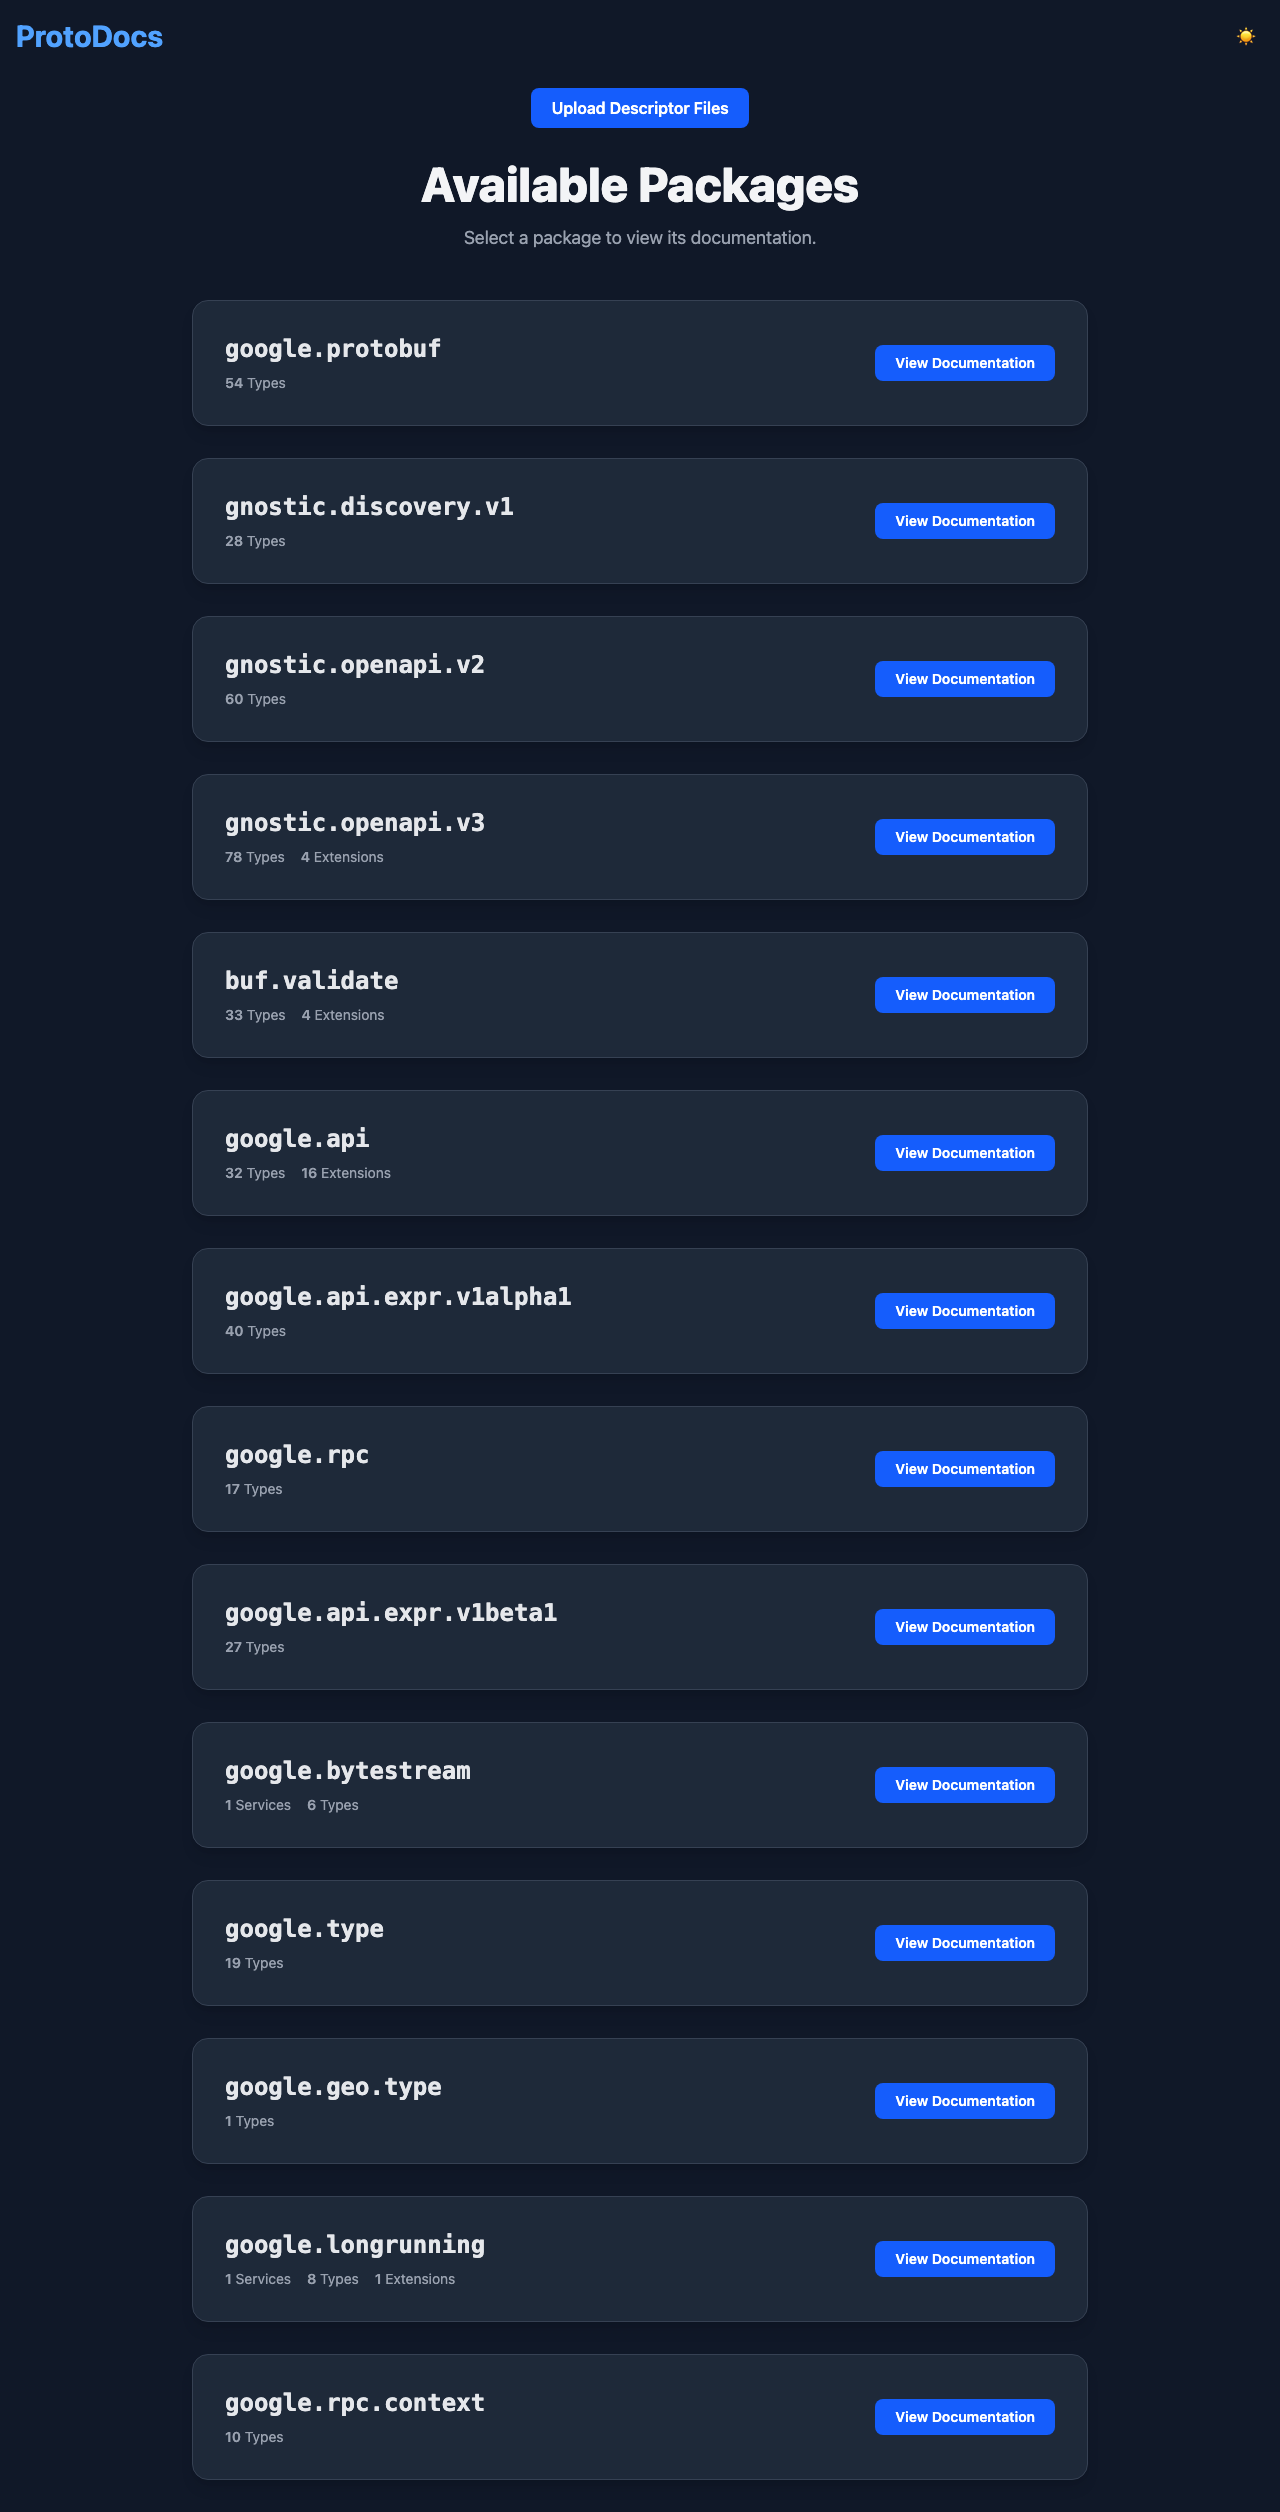 ProtoDocs
Upload Descriptor Files
Available Packages
Select a package to view its documentation.
google.protobuf
54 Types
View Documentation
gnostic.discovery.v1
28 Types
View Documentation
gnostic.openapi.v2
60 Types
View Documentation
gnostic.openapi.v3
78 Types 4 Extensions
View Documentation
buf.validate
33 Types 4 Extensions
View Documentation
google.api
32 Types 16 Extensions
View Documentation
google.api.expr.v1alpha1
40 Types
View Documentation
google.rpc
17 Types
View Documentation
google.api.expr.v1beta1
27 Types
View Documentation
google.bytestream
1 Services 6 Types
View Documentation
google.type
19 Types
View Documentation
google.geo.type
1 Types
View Documentation
google.longrunning
1 Services 8 Types 1 Extensions
View Documentation
google.rpc.context
10 Types
View Documentation